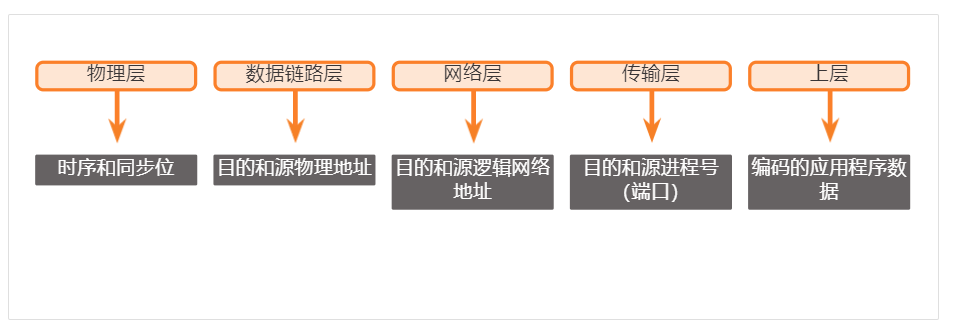 物理层
数据链路层
网络层
传输层
上层
时序和同步位
目的和源物理地址
目的和源逻辑网络
地址
目的和源进程号
（端口）
编码的应用程序数
据